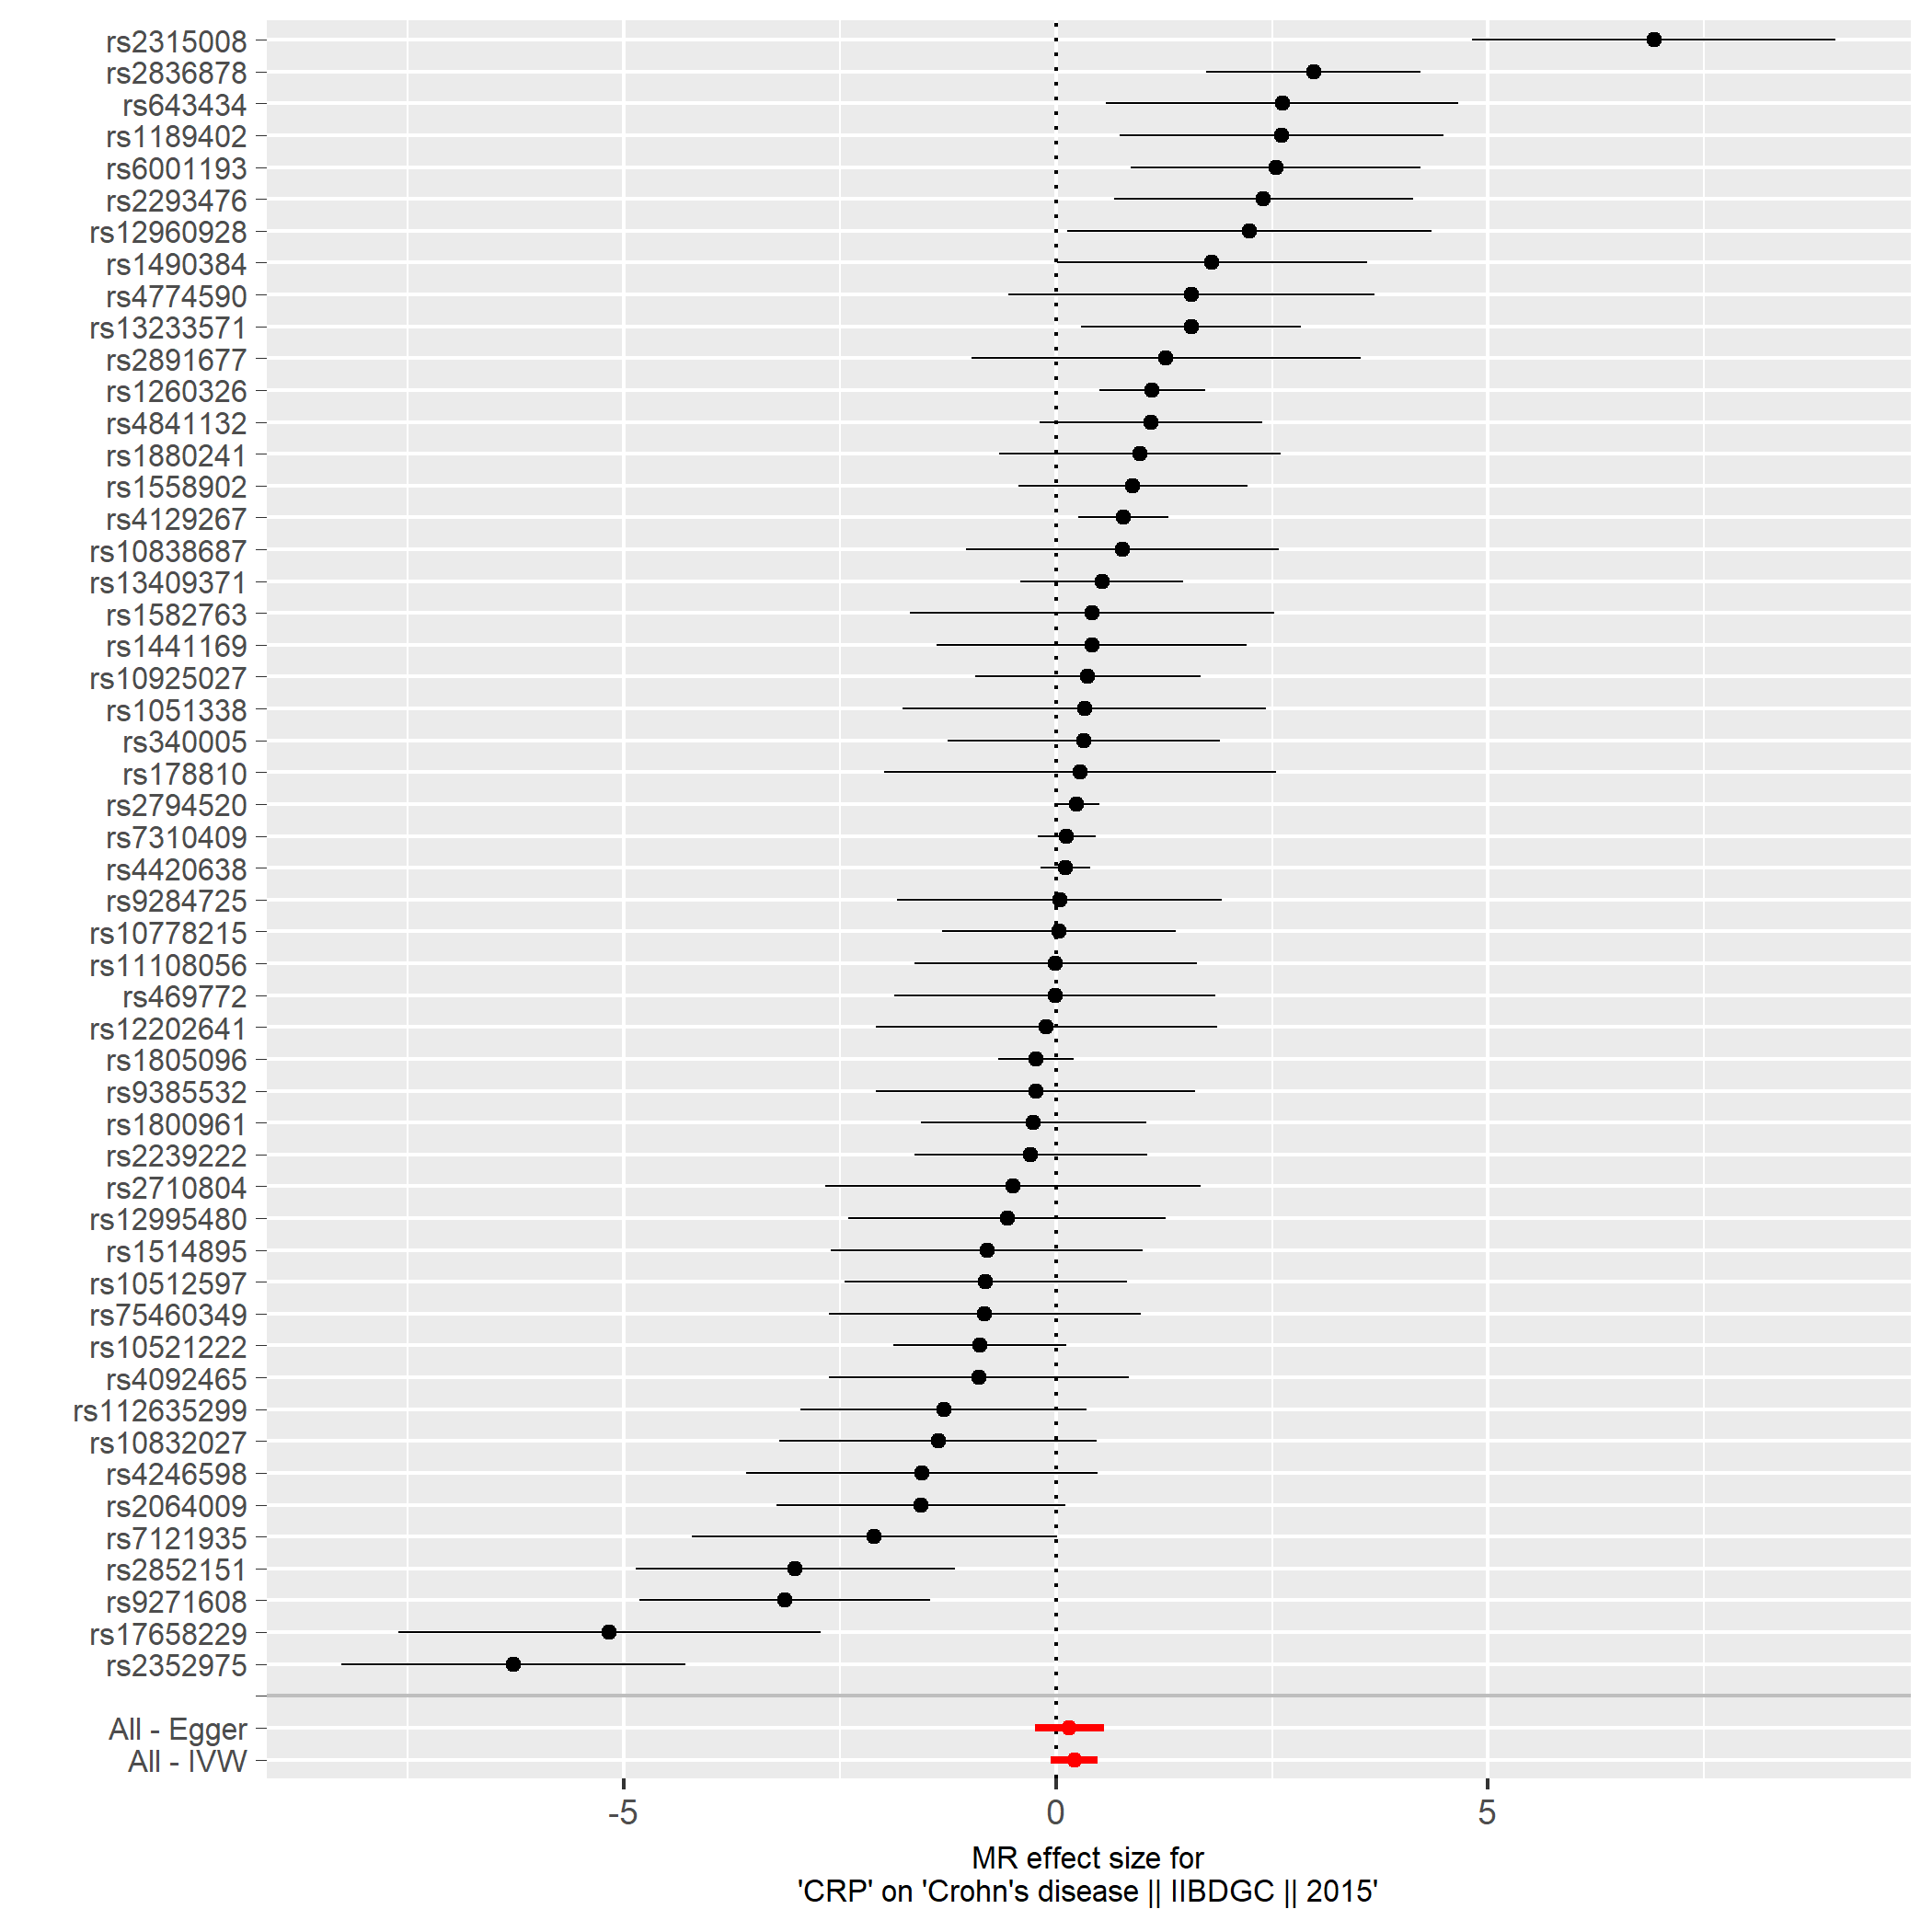 rs2315008
rs2836878
rs643434
rs1189402
rs6001193
rs2293476
rs12960928
rs1490384
rs4774590
rs13233571
rs2891677
rs1260326
rs4841132
rs1880241
rs1558902
rs4129267
rs10838687
rs13409371
rs1582763
rs1441169
rs10925027
rs1051338
rs340005
rs178810
rs2794520
rs7310409
rs4420638
rs9284725
rs10778215
rs11108056
rs469772
rs12202641
rs1805096
rs9385532
rs1800961
rs2239222
rs2710804
rs12995480
rs1514895
rs10512597
rs75460349
rs10521222
rs4092465
rs112635299
rs10832027
rs4246598
rs2064009
rs7121935
rs2852151
rs9271608
rs17658229
rs2352975
All - Egger
All - IVW
-5 0 5
MR effect size for
'CRP' on 'Crohn's disease || IIBDGC || 2015'